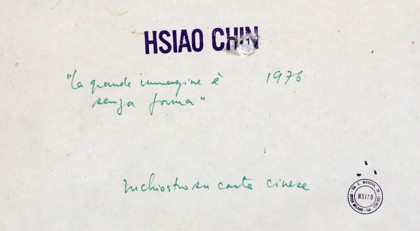 HSIAO CHIN
"La grande immagine è 1976
senza forma"
Inchiostro su carta cinese